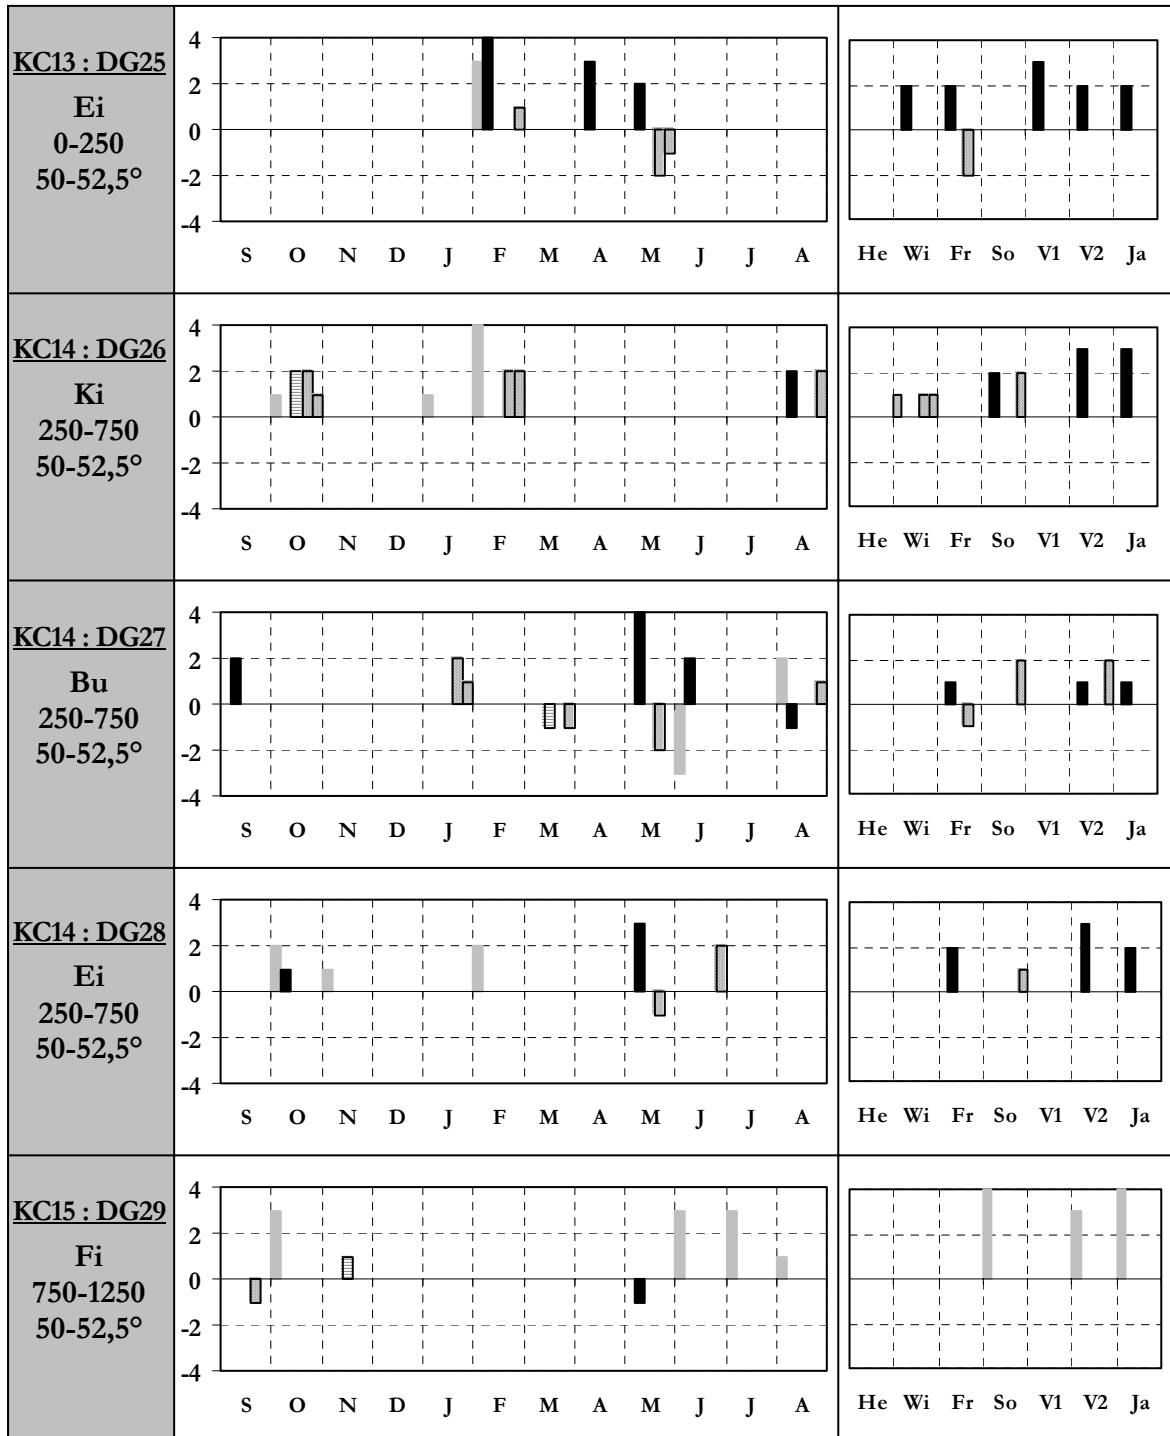 KC13 : DG25
Ei
0-250
50-52,5°
4
2
0
-2
-4
S O N D J F M A M J J A
He Wi Fr So V1 V2 Ja
KC14 : DG26
Ki
250-750
50-52,5°
4
2
0
-2
-4
S O N D J F M A M J J A
He Wi Fr So V1 V2 Ja
KC14 : DG27
Bu
250-750
50-52,5°
4
2
0
-2
-4
S O N D J F M A M J J A
He Wi Fr So V1 V2 Ja
KC14 : DG28
Ei
250-750
50-52,5°
4
2
0
-2
-4
S O N D J F M A M J J A
He Wi Fr So V1 V2 Ja
KC15 : DG29
Fi
750-1250
50-52,5°
4
2
0
-2
-4
S O N D J F M A M J J A
He Wi Fr So V1 V2 Ja